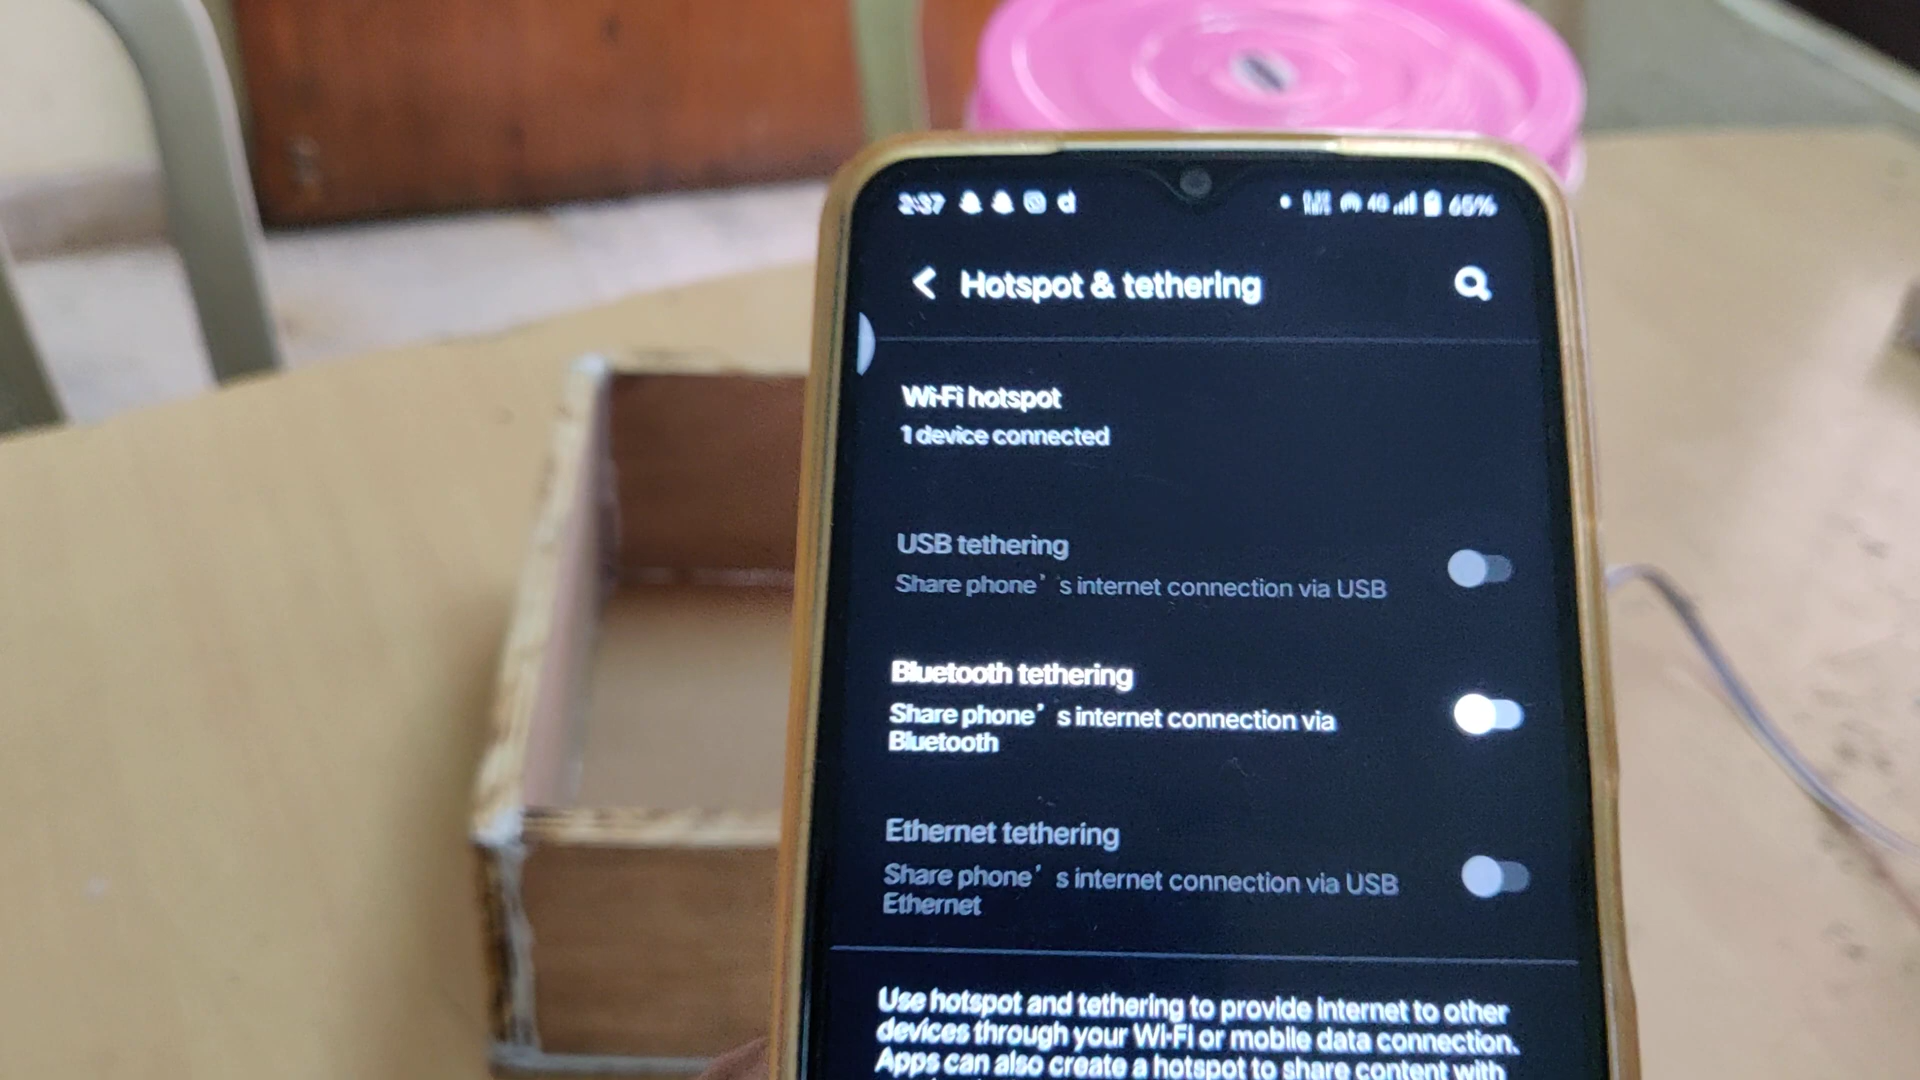 2:37 65%
4G
Hotspot & tethering
Wi-Fi hotspot
1 device connected
USB tethering
Share phone's internet connection via USB
Bluetooth tethering
Share phone's internet connection via
Bluetooth
Ethernet tethering
Share phone's internet connection via USB
Ethernet
Use hotspot and tethering to provide internet to other
devices through your Wi-Fi or mobile data connection.
Apps can also create a hotspot to share content with